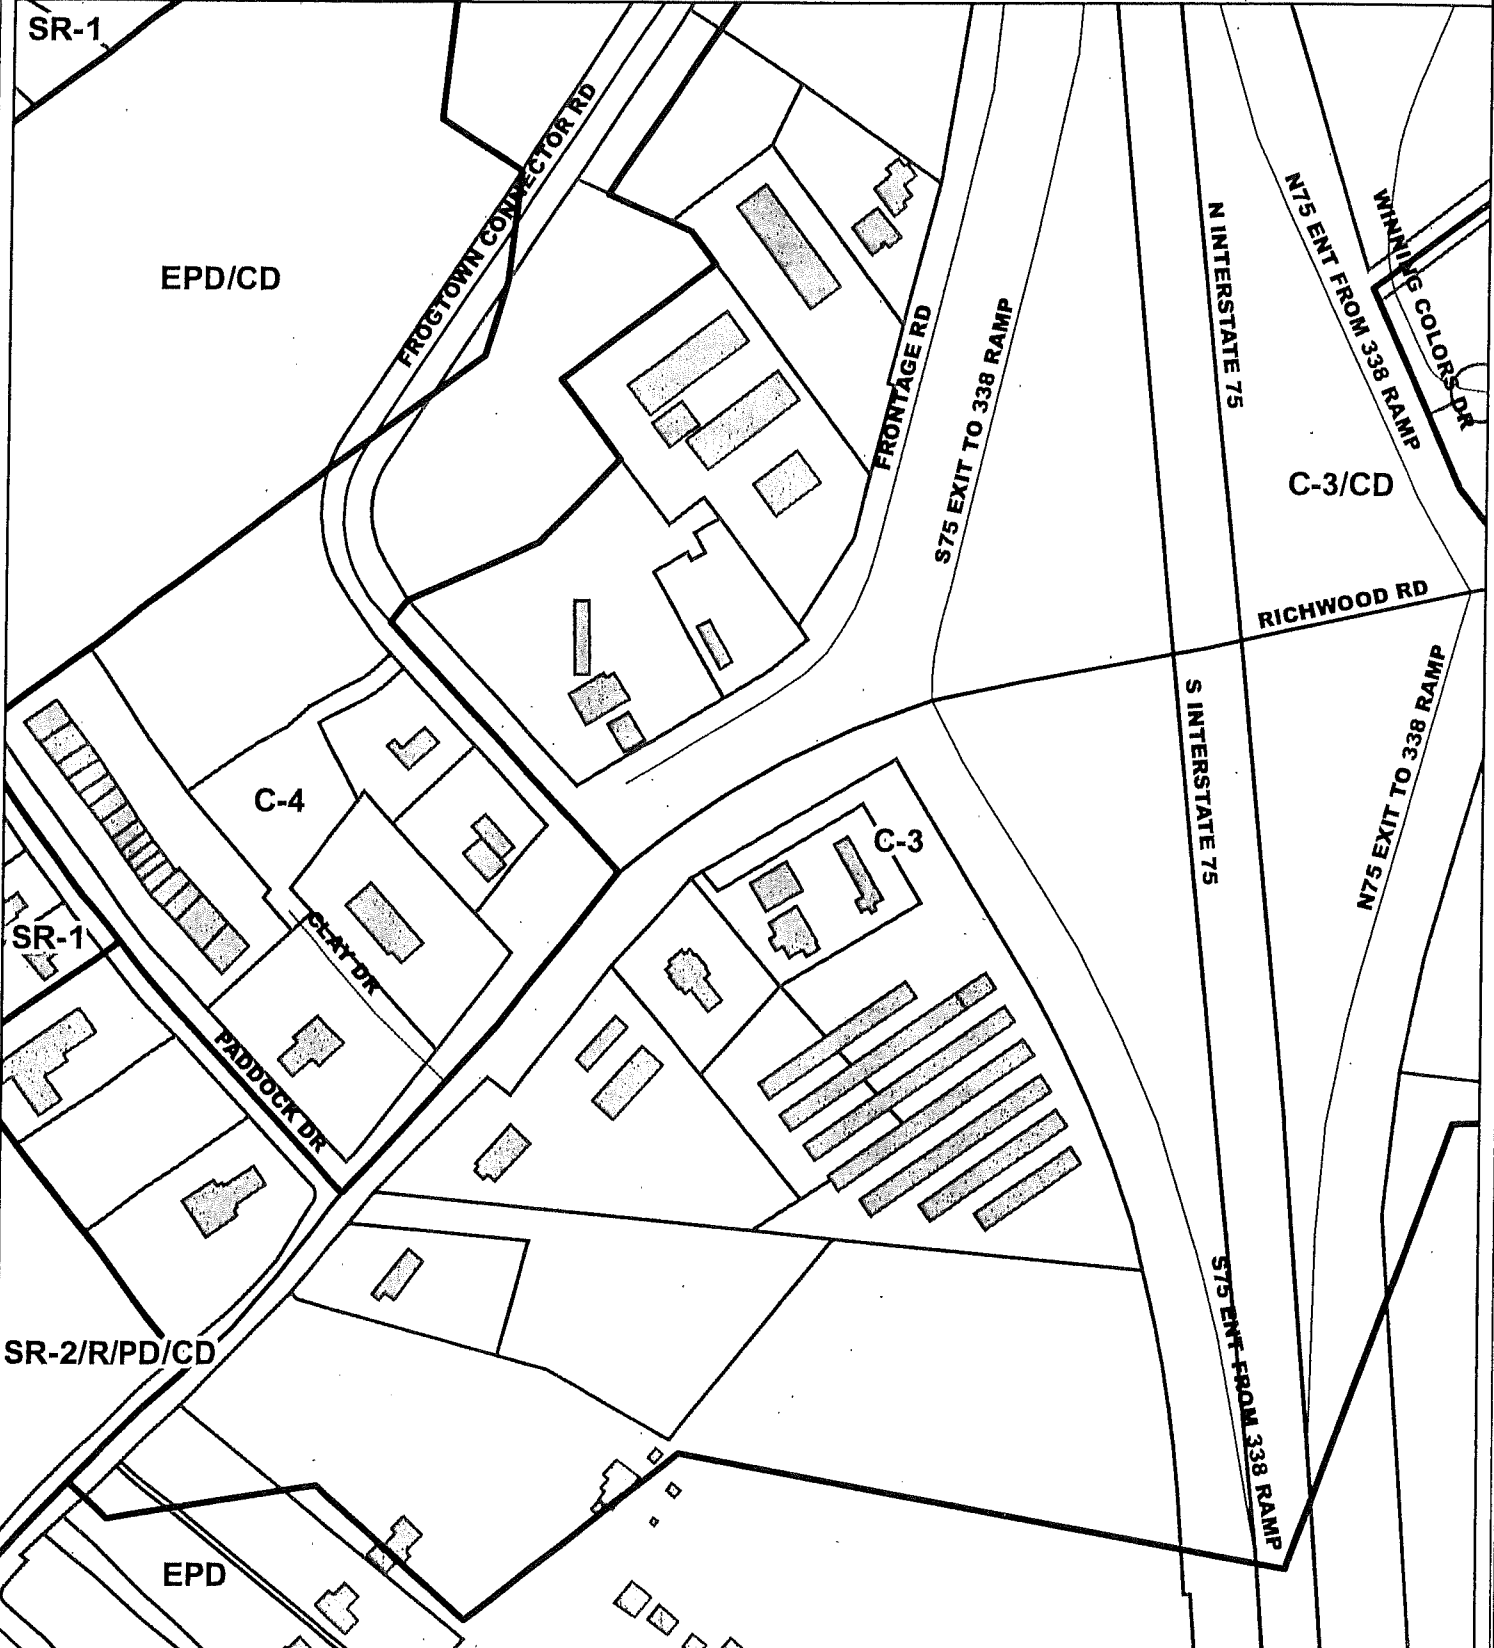 SR-1
FROGTOWN CONNECTOR RD
EPD/CD
N INTERSTATE 75
N75 ENT FROM 338 RAMP
WINNING COLORS DR
FRONTAGE RD
S75 EXIT TO 338 RAMP
C-3/CD
RICHWOOD RD
S INTERSTATE 75
N75 EXIT TO 338 RAMP
C-4
C-3
SR-1
CLAY DR
PADDOCK DR
S75 ENT FROM 338 RAMP
SR-2/R/PD/CD
EPD